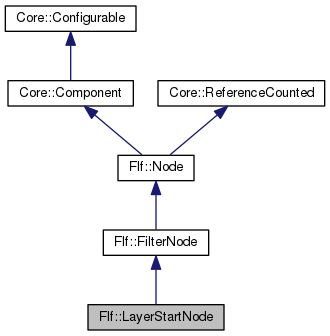 Core::Configurable
Core::Component
Core::ReferenceCounted
Flf::Node
Flf::FilterNode
Flf::LayerStartNode